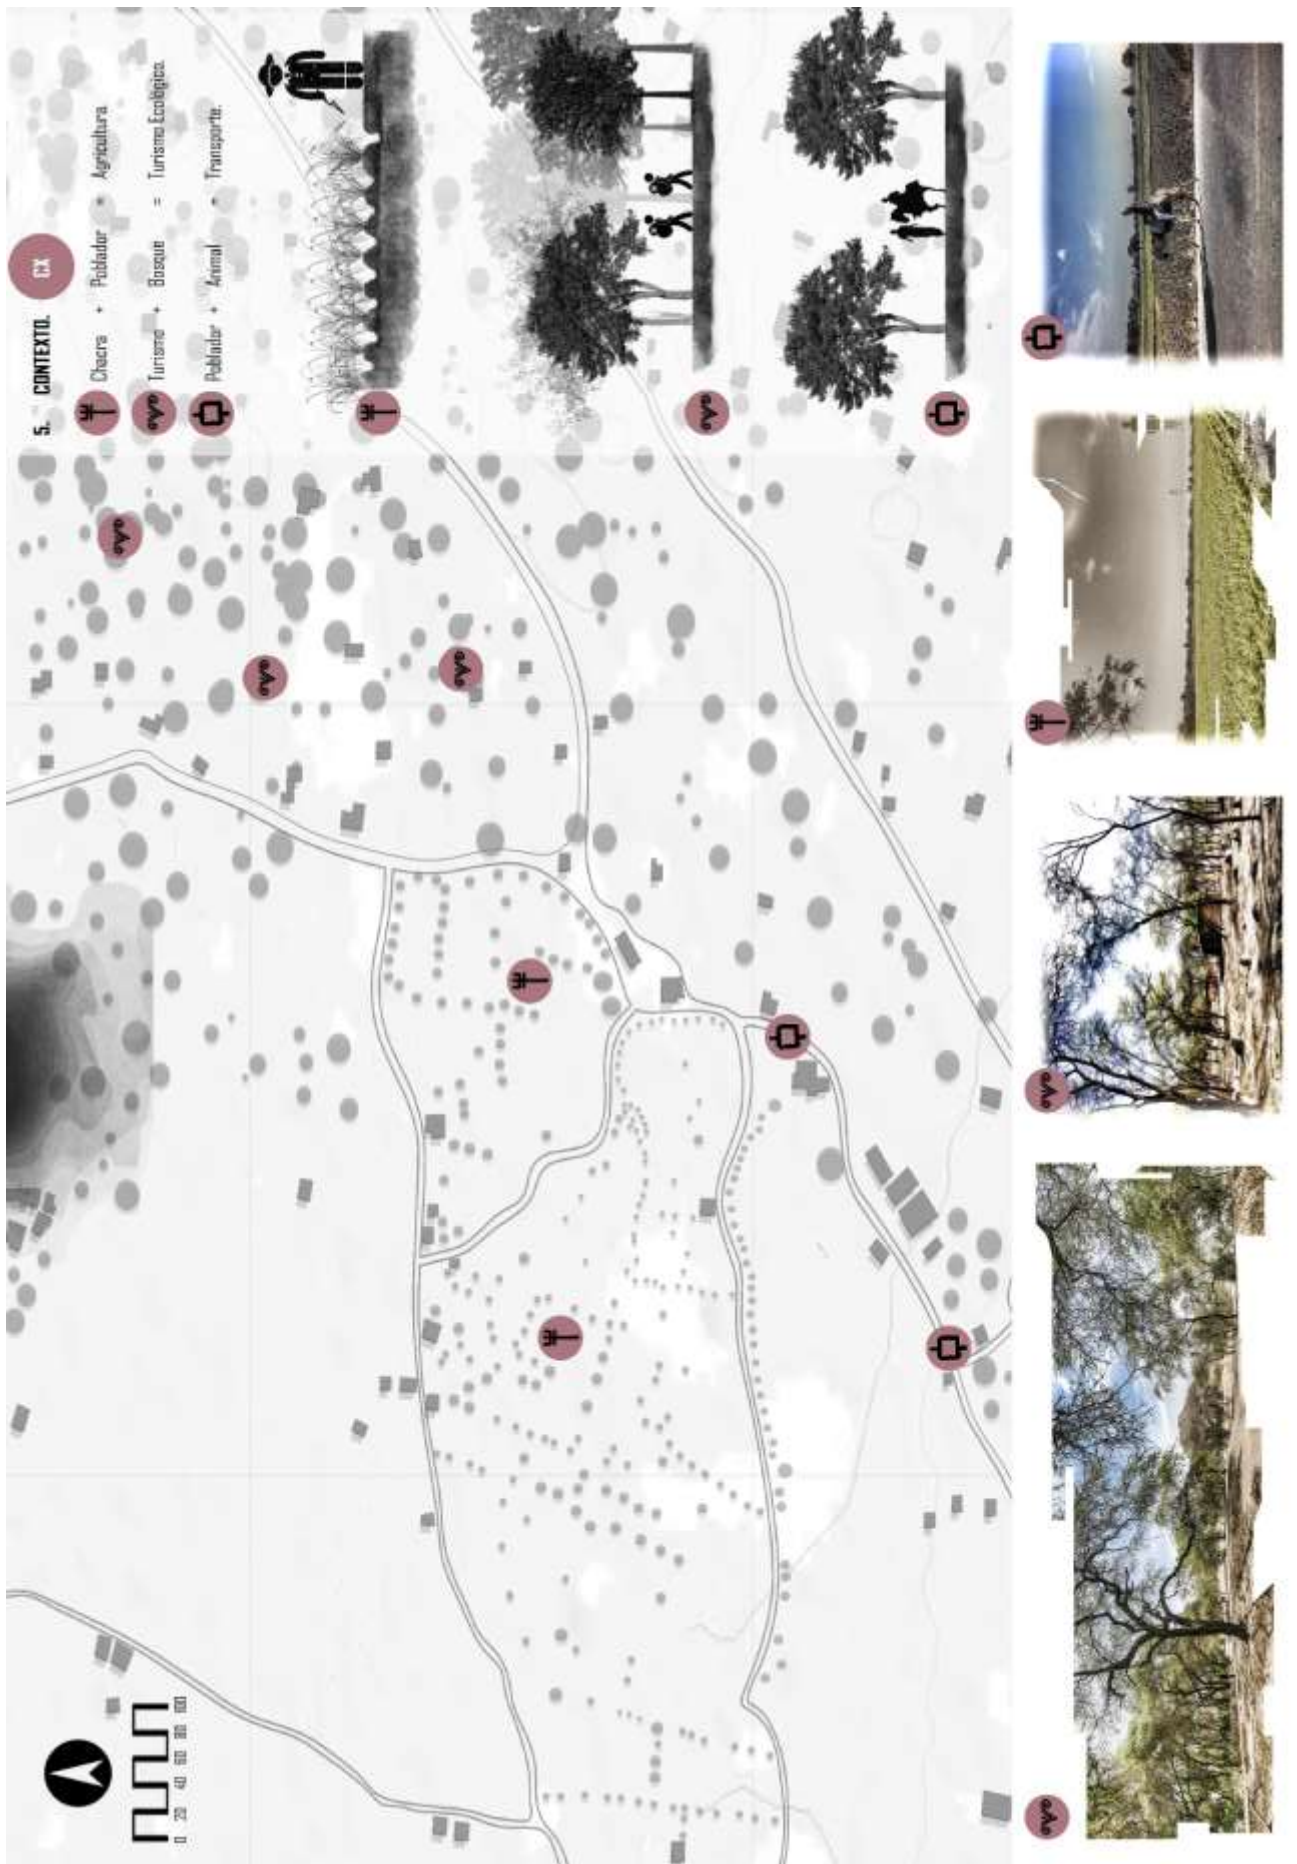 5. CONTEXTO. CX
Chacra + Poblador = Agricultura
Turismo + Bosque = Turismo Ecológico.
Poblador + Animal = Transporte.
0 20 40 60 80 100